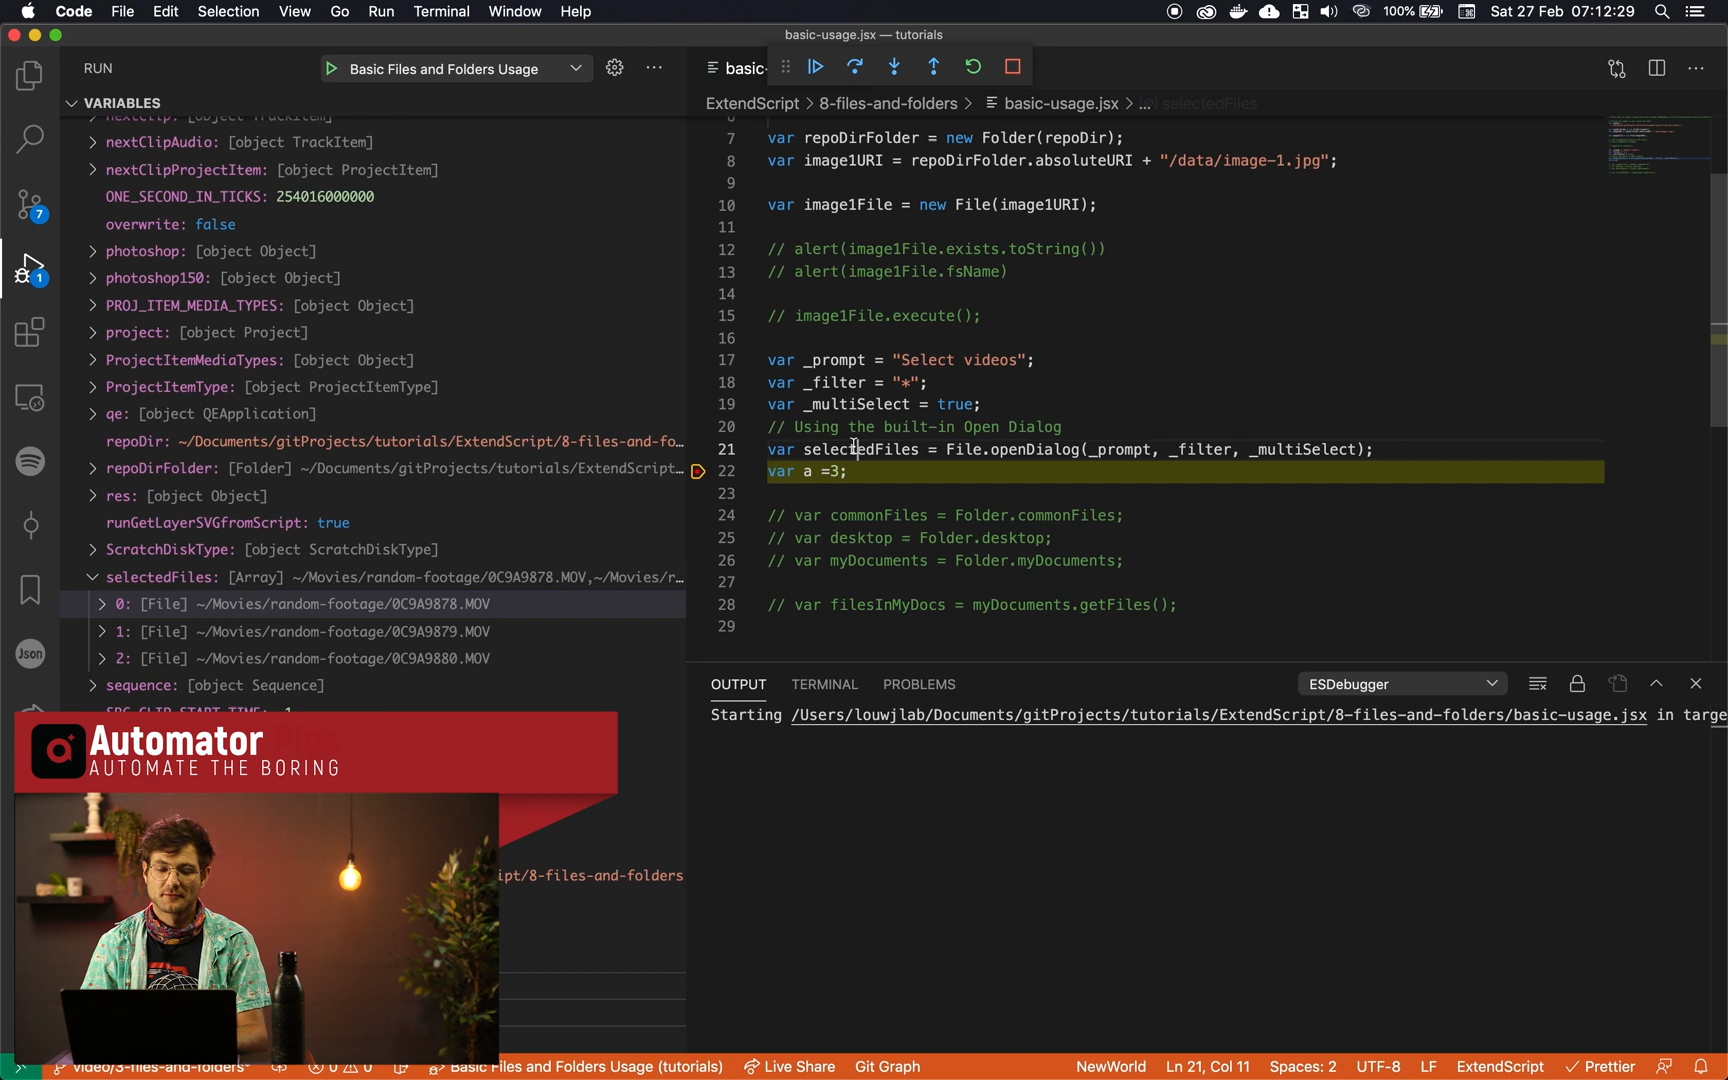 Code File Edit Selection View Go Run Terminal Window Help 100% Sat 27 Feb 07:12:29
basic-usage.jsx — tutorials
RUN Basic Files and Folders Usage
VARIABLES
nextClip: [object TrackItem]
nextClipAudio: [object TrackItem]
nextClipProjectItem: [object ProjectItem]
ONE_SECOND_IN_TICKS: 254016000000
overwrite: false
photoshop: [object Object]
photoshop150: [object Object]
PROJ_ITEM_MEDIA_TYPES: [object Object]
project: [object Project]
ProjectItemMediaTypes: [object Object]
ProjectItemType: [object ProjectItemType]
qe: [object QEApplication]
repoDir: ~/Documents/gitProjects/tutorials/ExtendScript/8-files-and-fo...
repoDirFolder: [Folder] ~/Documents/gitProjects/tutorials/ExtendScript...
res: [object Object]
runGetLayerSVGfromScript: true
ScratchDiskType: [object ScratchDiskType]
selectedFiles: [Array] ~/Movies/random-footage/0C9A9878.MOV,~/Movies/r...
0: [File] ~/Movies/random-footage/0C9A9878.MOV
1: [File] ~/Movies/random-footage/0C9A9879.MOV
2: [File] ~/Movies/random-footage/0C9A9880.MOV
sequence: [object Sequence]
7
1
Json
Automator Plus
AUTOMATE THE BORING
ipt/8-files-and-folders
basic-
ExtendScript > 8-files-and-folders > basic-usage.jsx > ... selectedFiles
6
7 var repoDirFolder = new Folder(repoDir);
8 var image1URI = repoDirFolder.absoluteURI + "/data/image-1.jpg";
9
10 var image1File = new File(image1URI);
11
12 // alert(image1File.exists.toString())
13 // alert(image1File.fsName)
14
15 // image1File.execute();
16
17 var _prompt = "Select videos";
18 var _filter = "*";
19 var _multiSelect = true;
20 // Using the built-in Open Dialog
21 var selectedFiles = File.openDialog(_prompt, _filter, _multiSelect);
22 var a =3;
23
24 // var commonFiles = Folder.commonFiles;
25 // var desktop = Folder.desktop;
26 // var myDocuments = Folder.myDocuments;
27
28 // var filesInMyDocs = myDocuments.getFiles();
29
OUTPUT TERMINAL PROBLEMS ESDebugger
Starting /Users/louwjlab/Documents/gitProjects/tutorials/ExtendScript/8-files-and-folders/basic-usage.jsx in targe
video/3-files-and-folders* 0 0 Basic Files and Folders Usage (tutorials) Live Share Git Graph NewWorld Ln 21, Col 11 Spaces: 2 UTF-8 LF ExtendScript Prettier